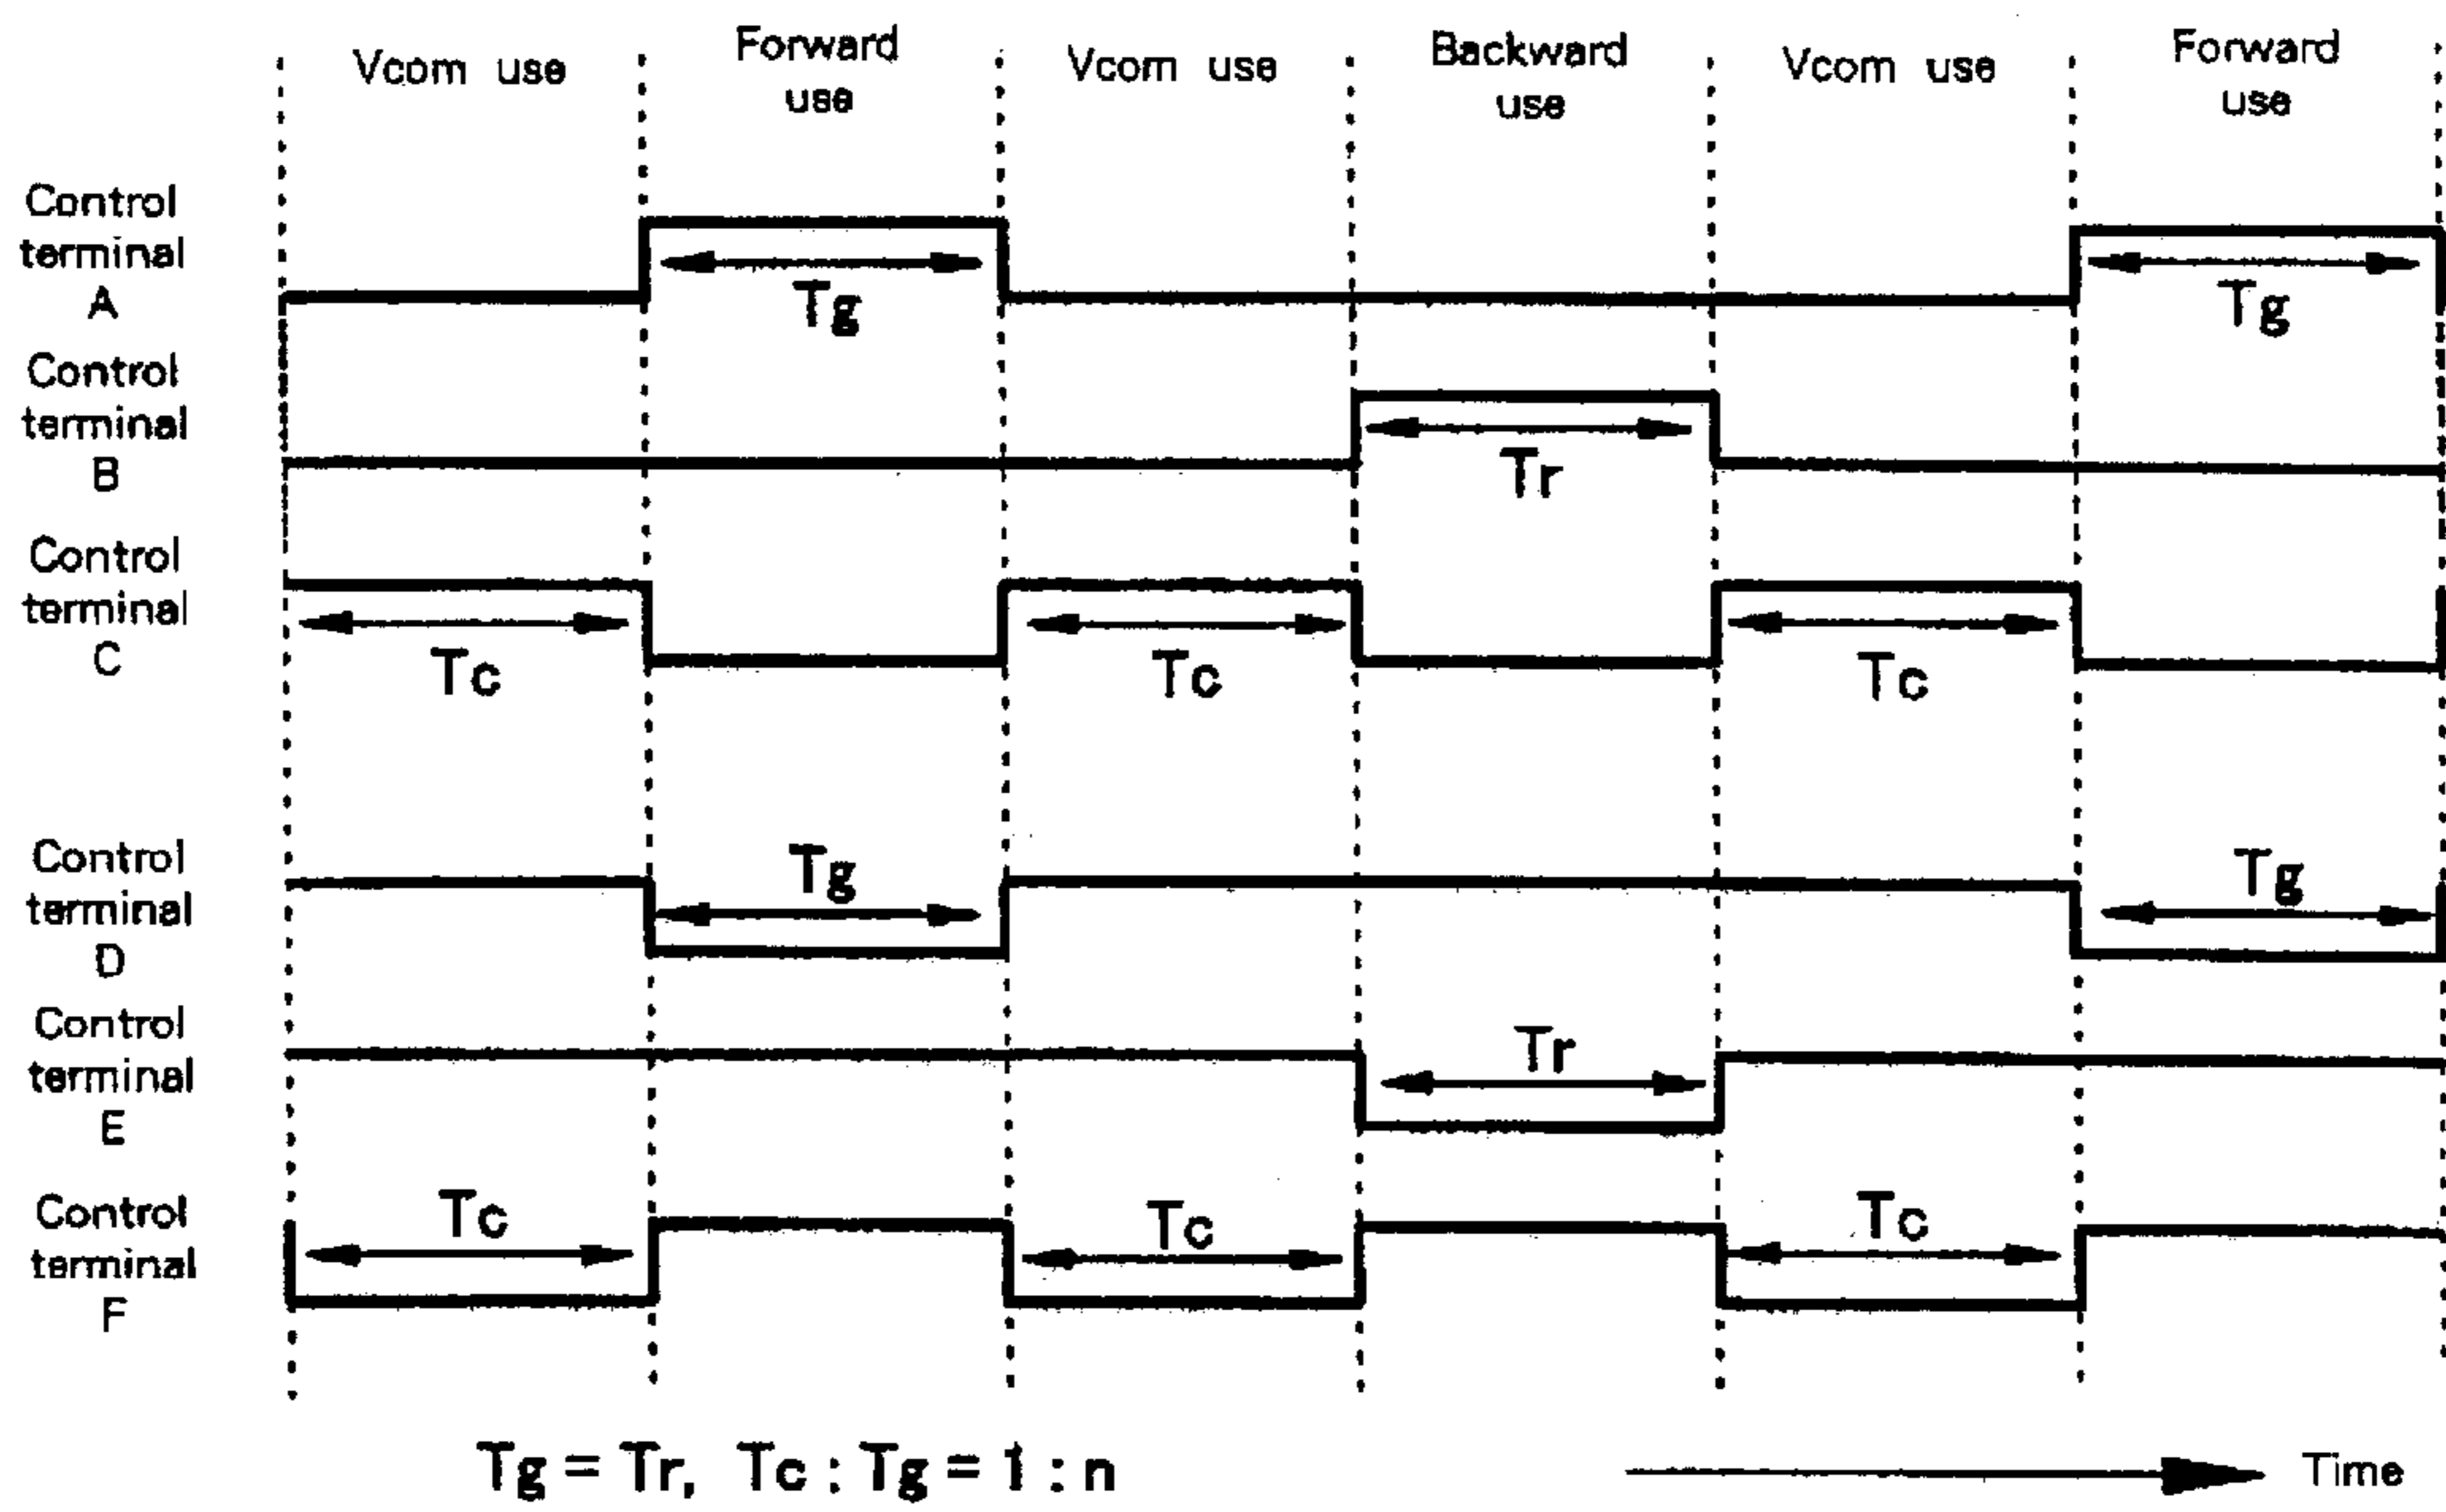 Vcom use
Forward
use
Vcom use
Backward
use
Vcom use
Forward
use
Control
terminal
A
Tg
Tg
Control
terminal
B
Tr
Control
terminal
C
Tc
Tc
Tc
Control
terminal
D
Tg
Tg
Control
terminal
E
Tr
Control
terminal
F
Tc
Tc
Tc
Tg = Tr, Tc : Tg = 1 : n
Time